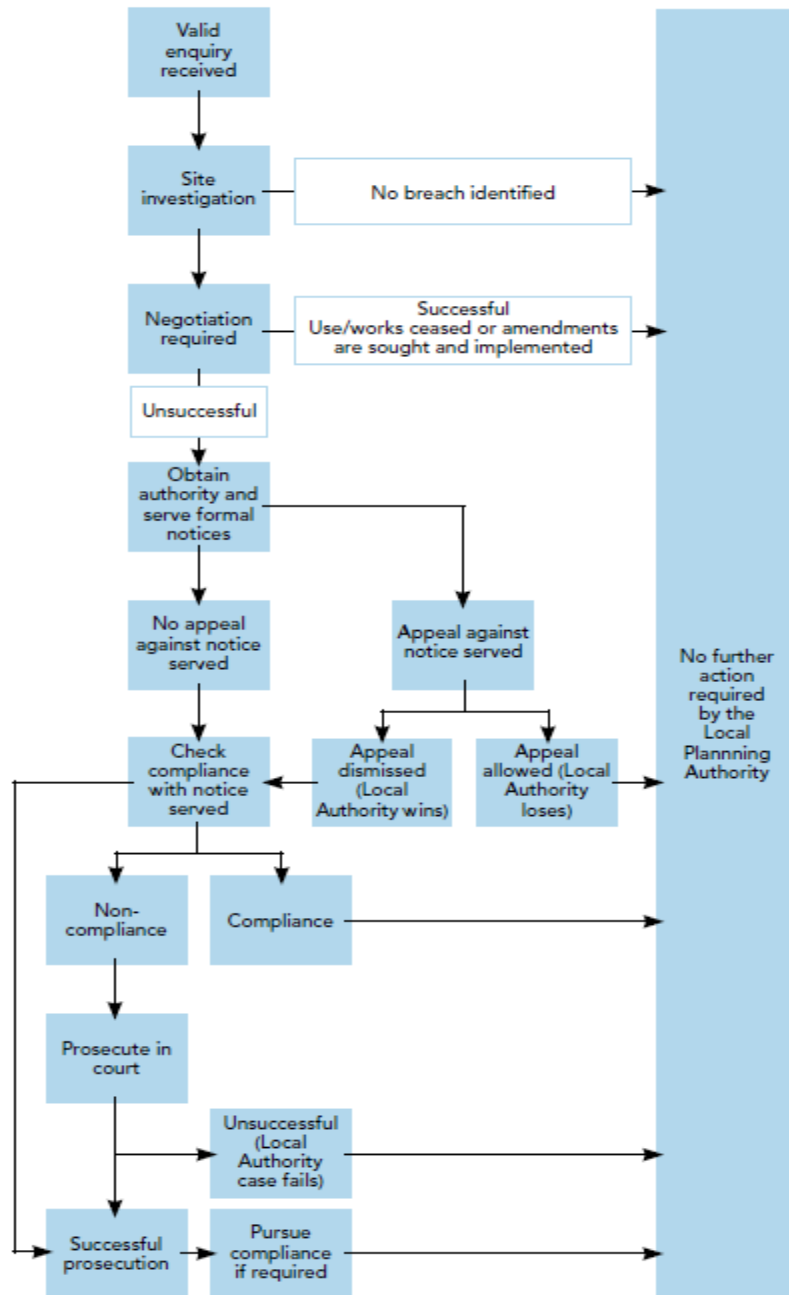 Valid
enquiry
received
Site
investigation
No breach identified
Negotiation
required
Successful
Use/works ceased or amendments
are sought and implemented
Unsuccessful
Obtain
authority and
serve formal
notices
No appeal
against notice
served
Appeal against
notice served
No further
action
required
by the
Local
Plannning
Authority
Check
compliance
with notice
served
Appeal
dismissed
(Local
Authority wins)
Appeal
allowed (Local
Authority
loses)
Non-
compliance
Compliance
Prosecute in
court
Unsuccessful
(Local
Authority
case fails)
Successful
prosecution
Pursue
compliance
if required